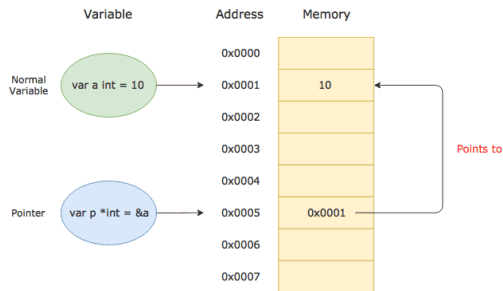 Variable Address Memory
0x0000
Normal
Variable
var a int = 10 0x0001 10
0x0002
0x0003
Points to
0x0004
Pointer var p *int = &a 0x0005 0x0001
0x0006
0x0007